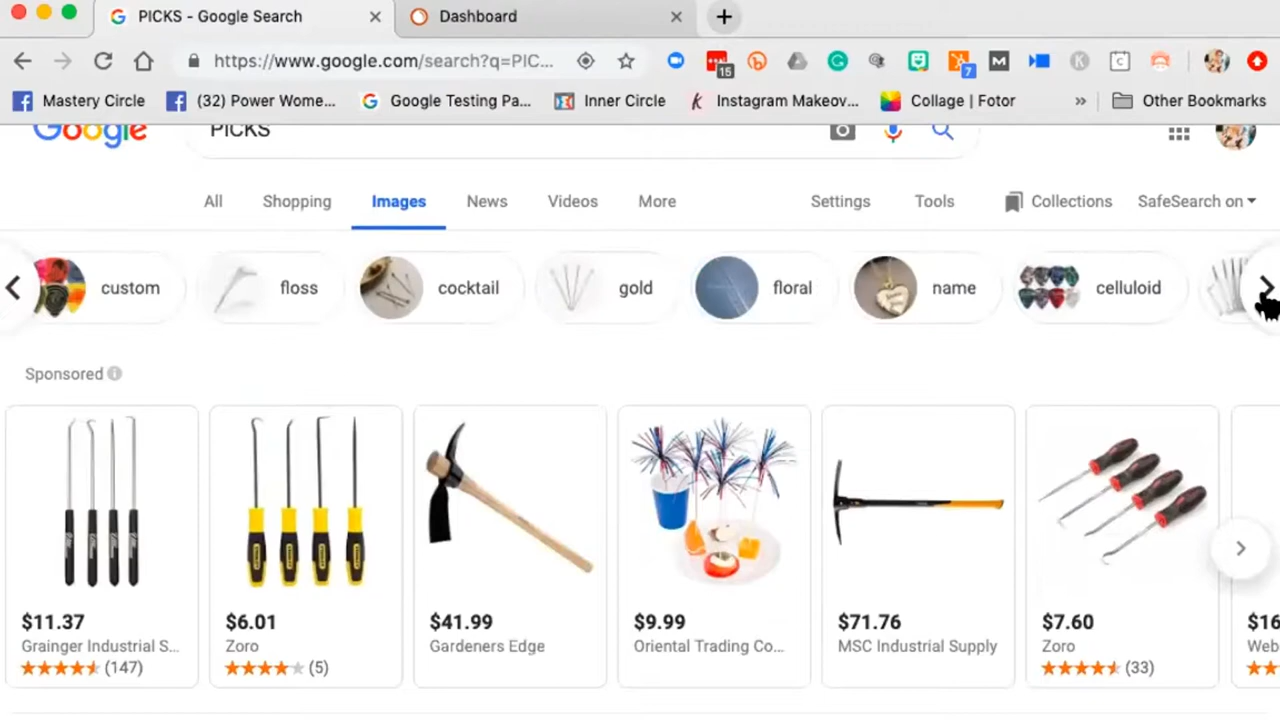 PICKS - Google Search
Dashboard
https://www.google.com/search?q=PIC...
15
7
M
K
C
Mastery Circle
(32) Power Wome...
Google Testing Pa...
Inner Circle
Instagram Makeov...
Collage | Fotor
Other Bookmarks
Google
PICKS
All
Shopping
Images
News
Videos
More
Settings
Tools
Collections
SafeSearch on
custom
floss
cocktail
gold
floral
name
celluloid
Sponsored
$11.37
Grainger Industrial S...
(147)
$6.01
Zoro
(5)
$41.99
Gardeners Edge
$9.99
Oriental Trading Co...
$71.76
MSC Industrial Supply
$7.60
Zoro
(33)
$16
Web